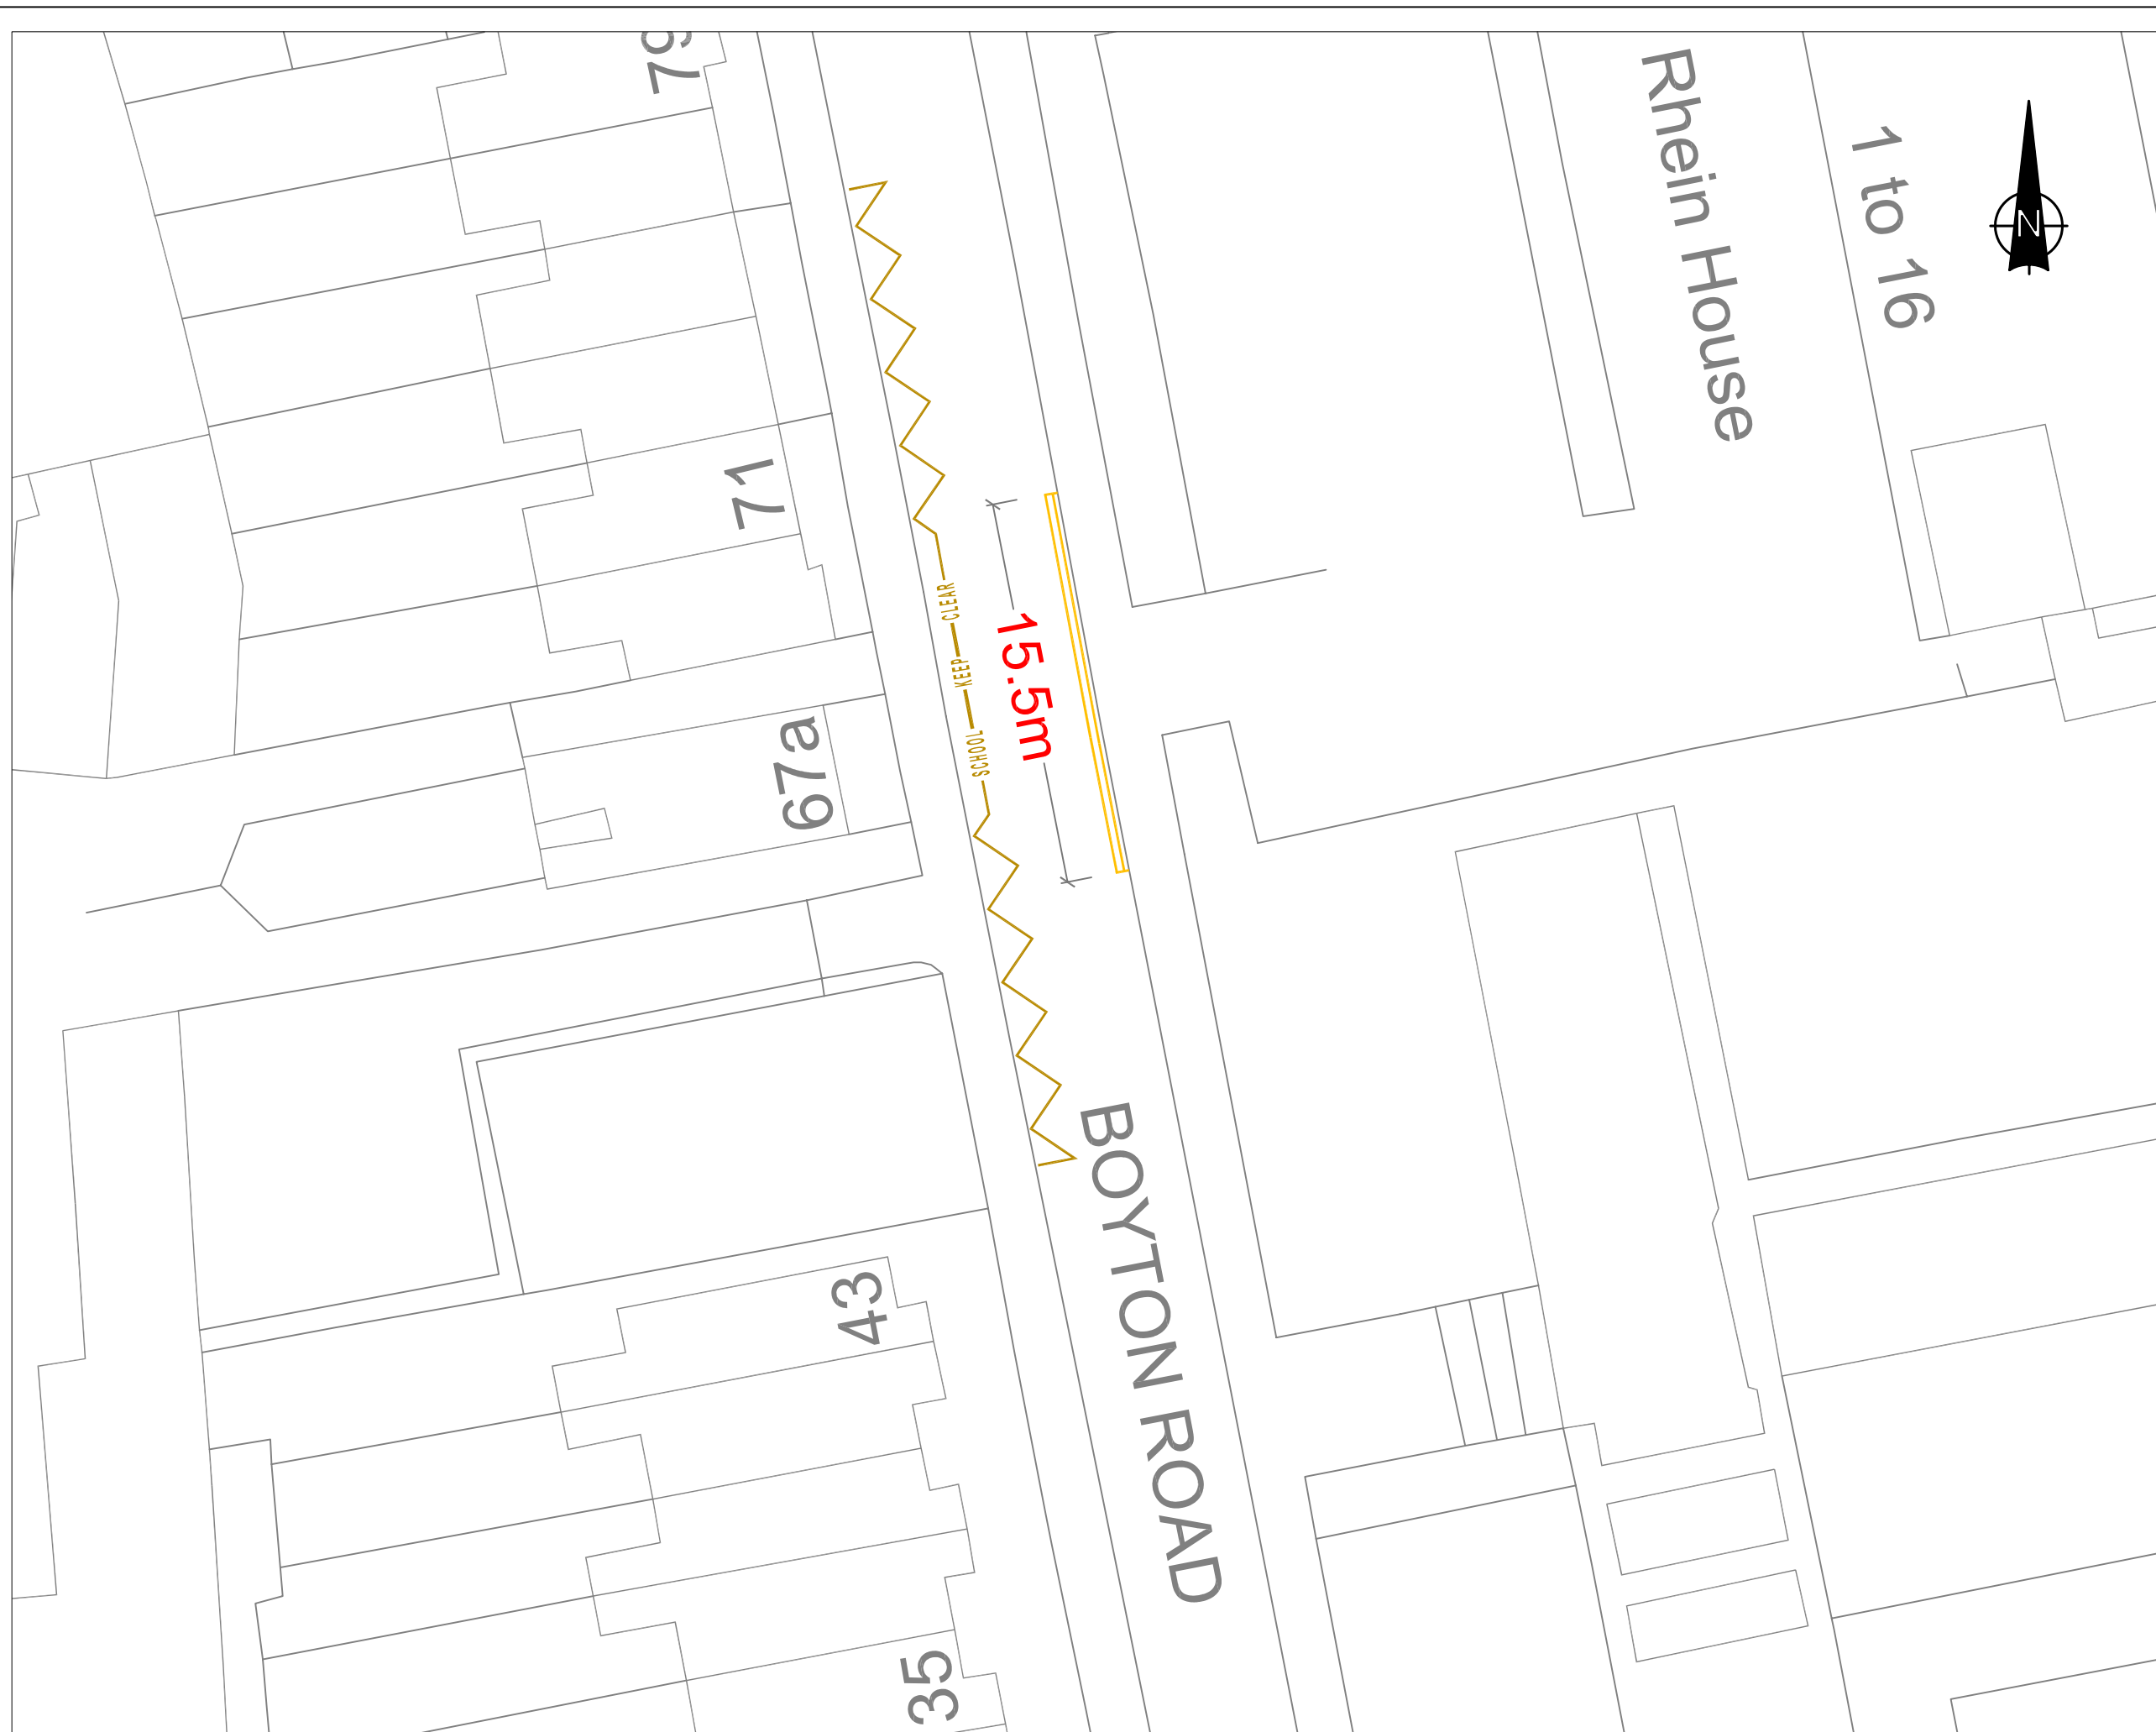 79
Rhein House
1 to 16
N
71
SCHOOL KEEP CLEAR
15.5m
67a
BOYTON ROAD
43
35